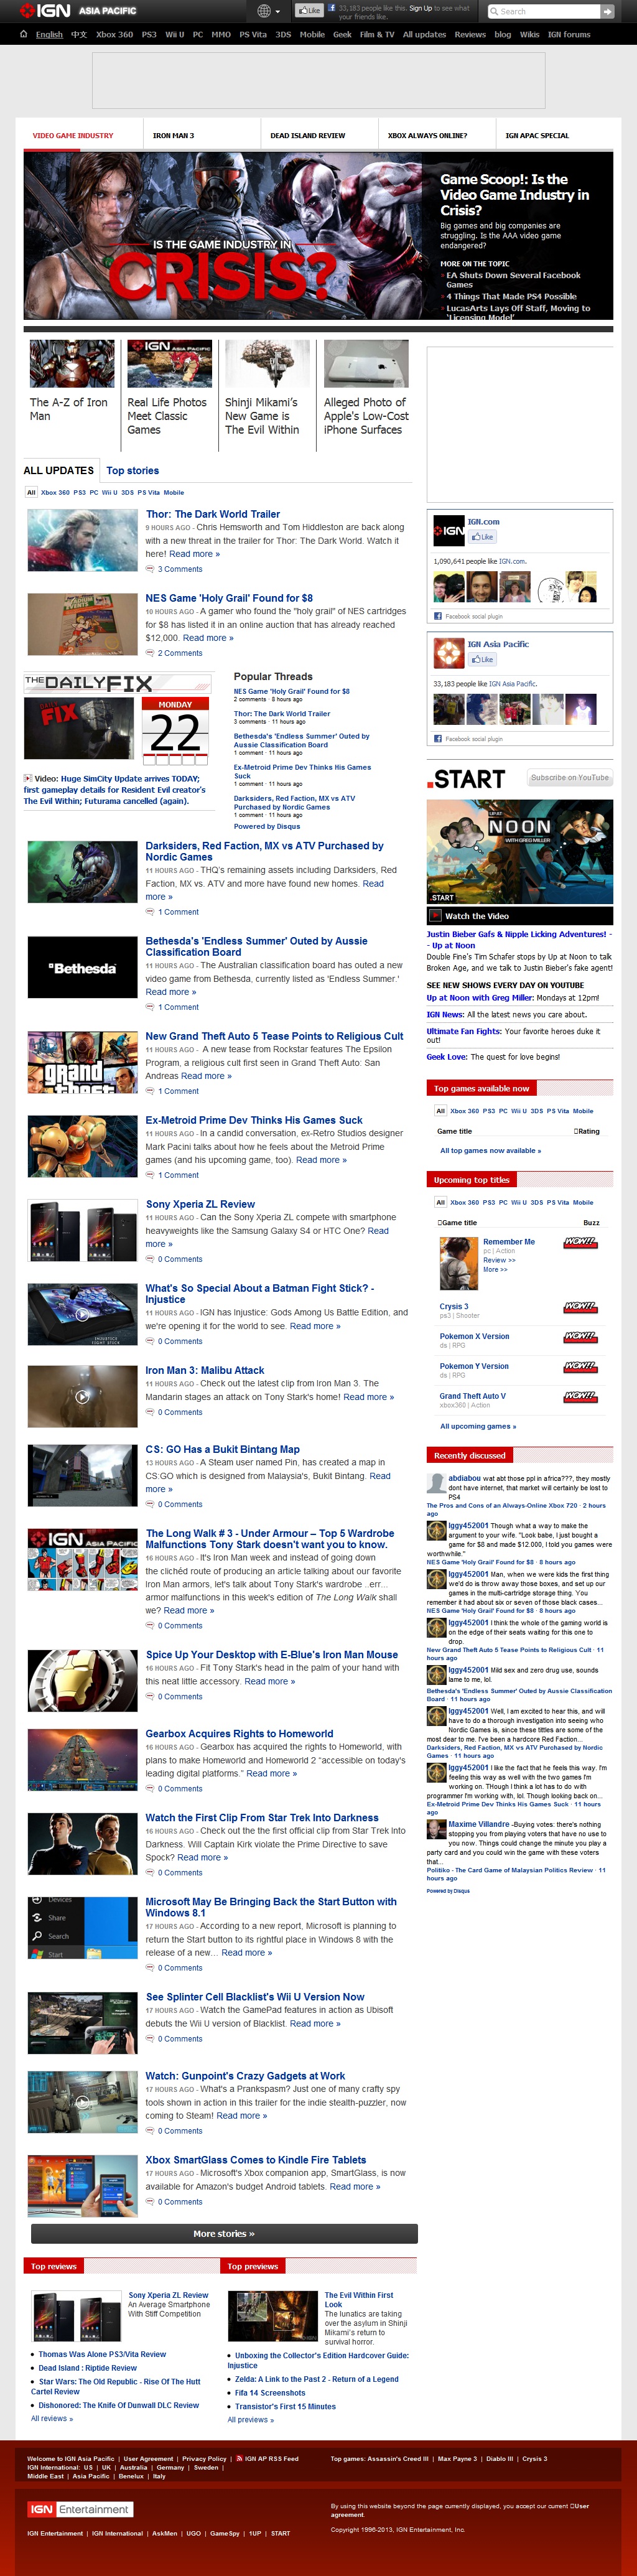 IGN ASIA PACIFIC
Like
33,183 people like this. Sign Up to see what
your friends like.
Search
English 中文 Xbox 360 PS3 Wii U PC MMO PS Vita 3DS Mobile Geek Film & TV All updates Reviews blog Wikis IGN forums
VIDEO GAME INDUSTRY
IRON MAN 3
DEAD ISLAND REVIEW
XBOX ALWAYS ONLINE?
IGN APAC SPECIAL
IS THE GAME INDUSTRY IN
CRISIS?
Game Scoop!: Is the
Video Game Industry in
Crisis?
Big games and big companies are
struggling. Is the AAA video game
endangered?
MORE ON THE TOPIC
EA Shuts Down Several Facebook
Games
4 Things That Made PS4 Possible
LucasArts Lays Off Staff, Moving to
'Licensing Model'
IGN ASIA PACIFIC
The A-Z of Iron
Man
Real Life Photos
Meet Classic
Games
Shinji Mikami's
New Game is
The Evil Within
Alleged Photo of
Apple's Low-Cost
iPhone Surfaces
ALL UPDATES Top stories
All Xbox 360 PS3 PC Wii U 3DS PS Vita Mobile
Thor: The Dark World Trailer
9 HOURS AGO - Chris Hemsworth and Tom Hiddleston are back along
with a new threat in the trailer for Thor: The Dark World. Watch it
here! Read more »
3 Comments
NES Game 'Holy Grail' Found for $8
10 HOURS AGO - A gamer who found the "holy grail" of NES cartridges
for $8 has listed it in an online auction that has already reached
$12,000. Read more »
2 Comments
THE DAILY FIX
DAILY FIX
MONDAY
22
Video: Huge SimCity Update arrives TODAY;
first gameplay details for Resident Evil creator's
The Evil Within; Futurama cancelled (again).
Popular Threads
NES Game 'Holy Grail' Found for $8
2 comments · 8 hours ago
Thor: The Dark World Trailer
3 comments · 11 hours ago
Bethesda's 'Endless Summer' Outed by
Aussie Classification Board
1 comment · 11 hours ago
Ex-Metroid Prime Dev Thinks His Games
Suck
1 comment · 11 hours ago
Darksiders, Red Faction, MX vs ATV
Purchased by Nordic Games
1 comment · 11 hours ago
Powered by Disqus
Darksiders, Red Faction, MX vs ATV Purchased by
Nordic Games
11 HOURS AGO - THQ's remaining assets including Darksiders, Red
Faction, MX vs. ATV and more have found new homes. Read
more »
1 Comment
Bethesda
Bethesda's 'Endless Summer' Outed by Aussie
Classification Board
11 HOURS AGO - The Australian classification board has outed a new
video game from Bethesda, currently listed as 'Endless Summer.'
Read more »
1 Comment
grand
theft
New Grand Theft Auto 5 Tease Points to Religious Cult
11 HOURS AGO - A new tease from Rockstar features The Epsilon
Program, a religious cult first seen in Grand Theft Auto: San
Andreas Read more »
1 Comment
Ex-Metroid Prime Dev Thinks His Games Suck
11 HOURS AGO - In a candid conversation, ex-Retro Studios designer
Mark Pacini talks about how he feels about the Metroid Prime
games (and his upcoming game, too). Read more »
1 Comment
Sony Xperia ZL Review
11 HOURS AGO - Can the Sony Xperia ZL compete with smartphone
heavyweights like the Samsung Galaxy S4 or HTC One? Read
more »
0 Comments
What's So Special About a Batman Fight Stick? -
Injustice
11 HOURS AGO - IGN has Injustice: Gods Among Us Battle Edition, and
we're opening it for the world to see. Read more »
0 Comments
Iron Man 3: Malibu Attack
11 HOURS AGO - Check out the latest clip from Iron Man 3. The
Mandarin stages an attack on Tony Stark's home! Read more »
0 Comments
CS: GO Has a Bukit Bintang Map
13 HOURS AGO - A Steam user named Pin, has created a map in
CS:GO which is designed from Malaysia's, Bukit Bintang. Read
more »
0 Comments
IGN ASIA PACIFIC
The Long Walk # 3 - Under Armour – Top 5 Wardrobe
Malfunctions Tony Stark doesn't want you to know.
16 HOURS AGO - It's Iron Man week and instead of going down
the clichéd route of producing an article talking about our favorite
Iron Man armors, let's talk about Tony Stark's wardrobe ..err...
armor malfunctions in this week's edition of The Long Walk shall
we? Read more »
0 Comments
Spice Up Your Desktop with E-Blue's Iron Man Mouse
16 HOURS AGO - Fit Tony Stark's head in the palm of your hand with
this neat little accessory. Read more »
0 Comments
Gearbox Acquires Rights to Homeworld
16 HOURS AGO - Gearbox has acquired the rights to Homeworld, with
plans to make Homeworld and Homeworld 2 "accessible on today's
leading digital platforms." Read more »
0 Comments
Watch the First Clip From Star Trek Into Darkness
16 HOURS AGO - Check out the the first official clip from Star Trek Into
Darkness. Will Captain Kirk violate the Prime Directive to save
Spock? Read more »
0 Comments
Devices
Share
Search
Start
Microsoft May Be Bringing Back the Start Button with
Windows 8.1
17 HOURS AGO - According to a new report, Microsoft is planning to
return the Start button to its rightful place in Windows 8 with the
release of a new… Read more »
0 Comments
See Splinter Cell Blacklist's Wii U Version Now
17 HOURS AGO - Watch the GamePad features in action as Ubisoft
debuts the Wii U version of Blacklist. Read more »
0 Comments
Watch: Gunpoint's Crazy Gadgets at Work
17 HOURS AGO - What's a Prankspasm? Just one of many crafty spy
tools shown in action in this trailer for the indie stealth-puzzler, now
coming to Steam! Read more »
0 Comments
Xbox SmartGlass Comes to Kindle Fire Tablets
17 HOURS AGO - Microsoft's Xbox companion app, SmartGlass, is now
available for Amazon's budget Android tablets. Read more »
0 Comments
More stories »
IGN
IGN.com
Like
1,090,641 people like IGN.com.
Facebook social plugin
IGN Asia Pacific
Like
33,183 people like IGN Asia Pacific.
Facebook social plugin
.START
Subscribe on YouTube
UP AT
NOON
WITH GREG MILLER
.START
Watch the Video
Justin Bieber Gafs & Nipple Licking Adventures! -
- Up at Noon
Double Fine's Tim Schafer stops by Up at Noon to talk
Broken Age, and we talk to Justin Bieber's fake agent!
SEE NEW SHOWS EVERY DAY ON YOUTUBE
Up at Noon with Greg Miller: Mondays at 12pm!
IGN News: All the latest news you care about.
Ultimate Fan Fights: Your favorite heroes duke it
out!
Geek Love: The quest for love begins!
Top games available now
All Xbox 360 PS3 PC Wii U 3DS PS Vita Mobile
Game title Rating
All top games now available »
Upcoming top titles
All Xbox 360 PS3 PC Wii U 3DS PS Vita Mobile
Game title Buzz
Remember Me
pc | Action
Review >>
More >>
WOW!!
Crysis 3
ps3 | Shooter
WOW!!
Pokemon X Version
ds | RPG
WOW!!
Pokemon Y Version
ds | RPG
WOW!!
Grand Theft Auto V
xbox360 | Action
WOW!!
All upcoming games »
Recently discussed
abdiabou wat abt those ppl in africa???, they mostly
dont have internet, that market will certainly be lost to
PS4
The Pros and Cons of an Always-Online Xbox 720 · 2 hours
ago
Iggy452001 Though what a way to make the
argument to your wife. "Look babe, I just bought a
game for $8 and made $12,000, I told you games were
worthwhile."
NES Game 'Holy Grail' Found for $8 · 8 hours ago
Iggy452001 Man, when we were kids the first thing
we'd do is throw away those boxes, and set up our
games in the multi-cartridge storage thing. Yer
remember it had about six or seven of those black cases...
NES Game 'Holy Grail' Found for $8 · 8 hours ago
Iggy452001 I think the whole of the gaming world is
on the edge of their seats waiting for this one to
drop.
New Grand Theft Auto 5 Tease Points to Religious Cult · 11
hours ago
Iggy452001 Mild sex and zero drug use, sounds
lame to me, lol.
Bethesda's 'Endless Summer' Outed by Aussie Classification
Board · 11 hours ago
Iggy452001 Well, I am excited to hear this, and will
have to do a thorough investigation into seeing who
Nordic Games is, since these titles are some of the
most dear to me. I've been a hardcore Red Faction...
Darksiders, Red Faction, MX vs ATV Purchased by Nordic
Games · 11 hours ago
Iggy452001 I like the fact that he feels this way. I'm
feeling this way as well with the two games I'm
working on. THough I think a lot has to do with
programmer I'm working with, lol. Though looking back on...
Ex-Metroid Prime Dev Thinks His Games Suck · 11 hours
ago
Maxime Villandre -Buying votes: there's nothing
stopping you from playing voters that have no use to
you now. Things could change the minute you play a
party card and you could win the game with these voters
that...
Politiko - The Card Game of Malaysian Politics Review · 11
hours ago
Powered by Disqus
Top reviews
Sony Xperia ZL Review
An Average Smartphone
With Stiff Competition
Thomas Was Alone PS3/Vita Review
Dead Island : Riptide Review
Star Wars: The Old Republic - Rise Of The Hutt
Cartel Review
Dishonored: The Knife Of Dunwall DLC Review
All reviews »
Top previews
The Evil Within First
Look
The lunatics are taking
over the asylum in Shinji
Mikami's return to
survival horror.
Unboxing the Collector's Edition Hardcover Guide:
Injustice
Zelda: A Link to the Past 2 - Return of a Legend
Fifa 14 Screenshots
Transistor's First 15 Minutes
All previews »
Welcome to IGN Asia Pacific | User Agreement | Privacy Policy | IGN AP RSS Feed
IGN International: US | UK | Australia | Germany | Sweden |
Middle East | Asia Pacific | Benelux | Italy
Top games: Assassin's Creed III | Max Payne 3 | Diablo III | Crysis 3
IGN Entertainment
IGN Entertainment | IGN International | AskMen | UGO | GameSpy | 1UP | START
By using this website beyond the page currently displayed, you accept our current User
agreement.
Copyright 1996-2013, IGN Entertainment, Inc.